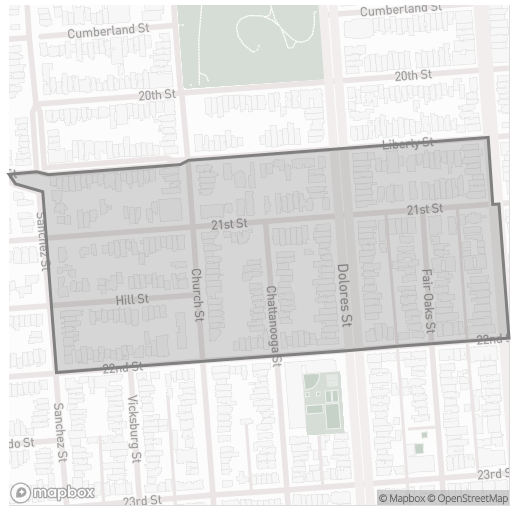 Cumberland St
Cumberland St
20th St
20th St
Liberty St
St
21st St
21st St
Sanchez St
Hill St
Church St
Chattanooga St
Dolores St
Fair Oaks St
22nd St
22nd
Sanchez St
Vicksburg St
do St
23rd St
23rd St
mapbox
© Mapbox © OpenStreetMap